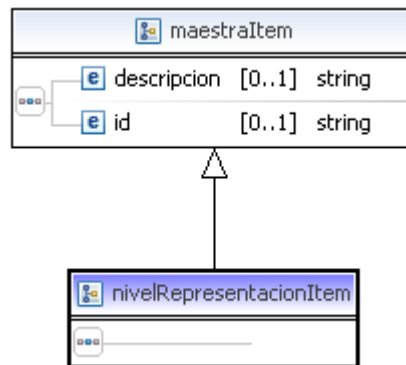 maestraItem
e descripcion [0..1] string
e id [0..1] string
nivelRepresentacionItem